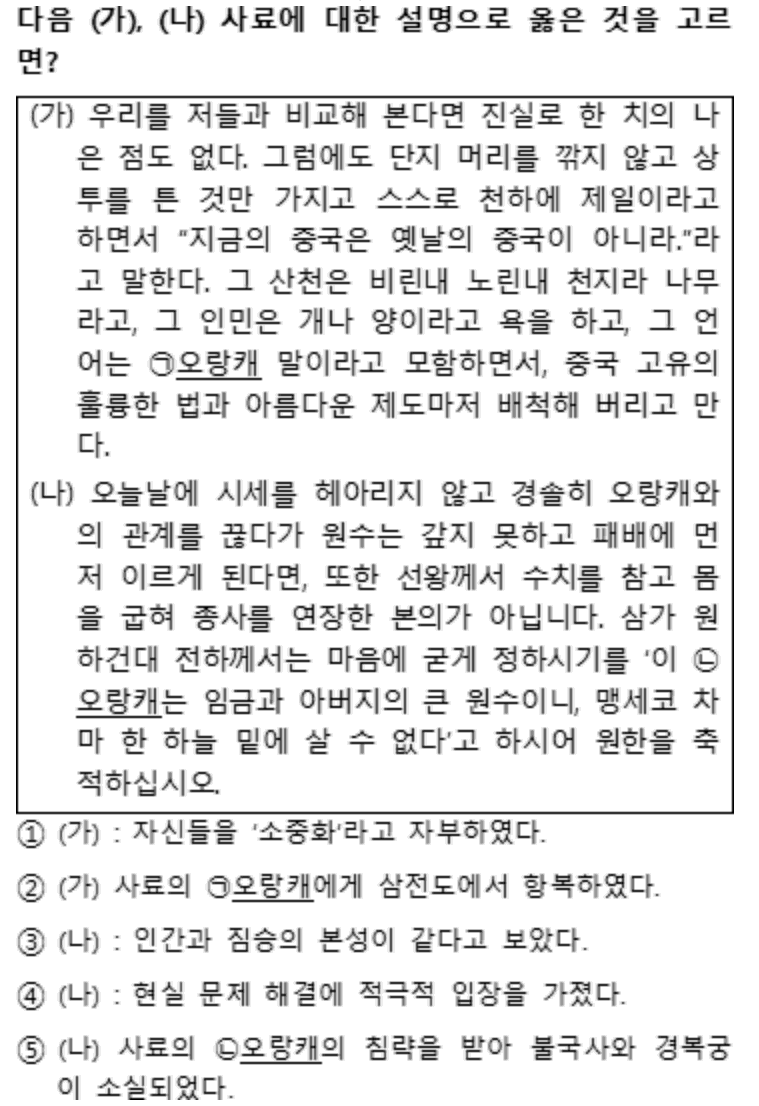 다음 (가), (나) 사료에 대한 설명으로 옳은 것을 고르
면?
(가) 우리를 저들과 비교해 본다면 진실로 한 치의 나
은 점도 없다. 그럼에도 단지 머리를 깎지 않고 상
투를 튼 것만 가지고 스스로 천하에 제일이라고
하면서 “지금의 중국은 옛날의 중국이 아니라.”라
고 말한다. 그 산천은 비린내 노린내 천지라 나무
라고, 그 인민은 개나 양이라고 욕을 하고, 그 언
어는 ㉠오랑캐 말이라고 모함하면서, 중국 고유의
훌륭한 법과 아름다운 제도마저 배척해 버리고 만
다.
(나) 오늘날에 시세를 헤아리지 않고 경솔히 오랑캐와
의 관계를 끊다가 원수는 갚지 못하고 패배에 먼
저 이르게 된다면, 또한 선왕께서 수치를 참고 몸
을 굽혀 종사를 연장한 본의가 아닙니다. 삼가 원
하건대 전하께서는 마음에 굳게 정하시기를 ‘이 ㉡
오랑캐는 임금과 아버지의 큰 원수이니, 맹세코 차
마 한 하늘 밑에 살 수 없다’고 하시어 원한을 축
적하십시오.
① (가) : 자신들을 ‘소중화’라고 자부하였다.
② (가) 사료의 ㉠오랑캐에게 삼전도에서 항복하였다.
③ (나) : 인간과 짐승의 본성이 같다고 보았다.
④ (나) : 현실 문제 해결에 적극적 입장을 가졌다.
⑤ (나) 사료의 ㉡오랑캐의 침략을 받아 불국사와 경복궁
이 소실되었다.